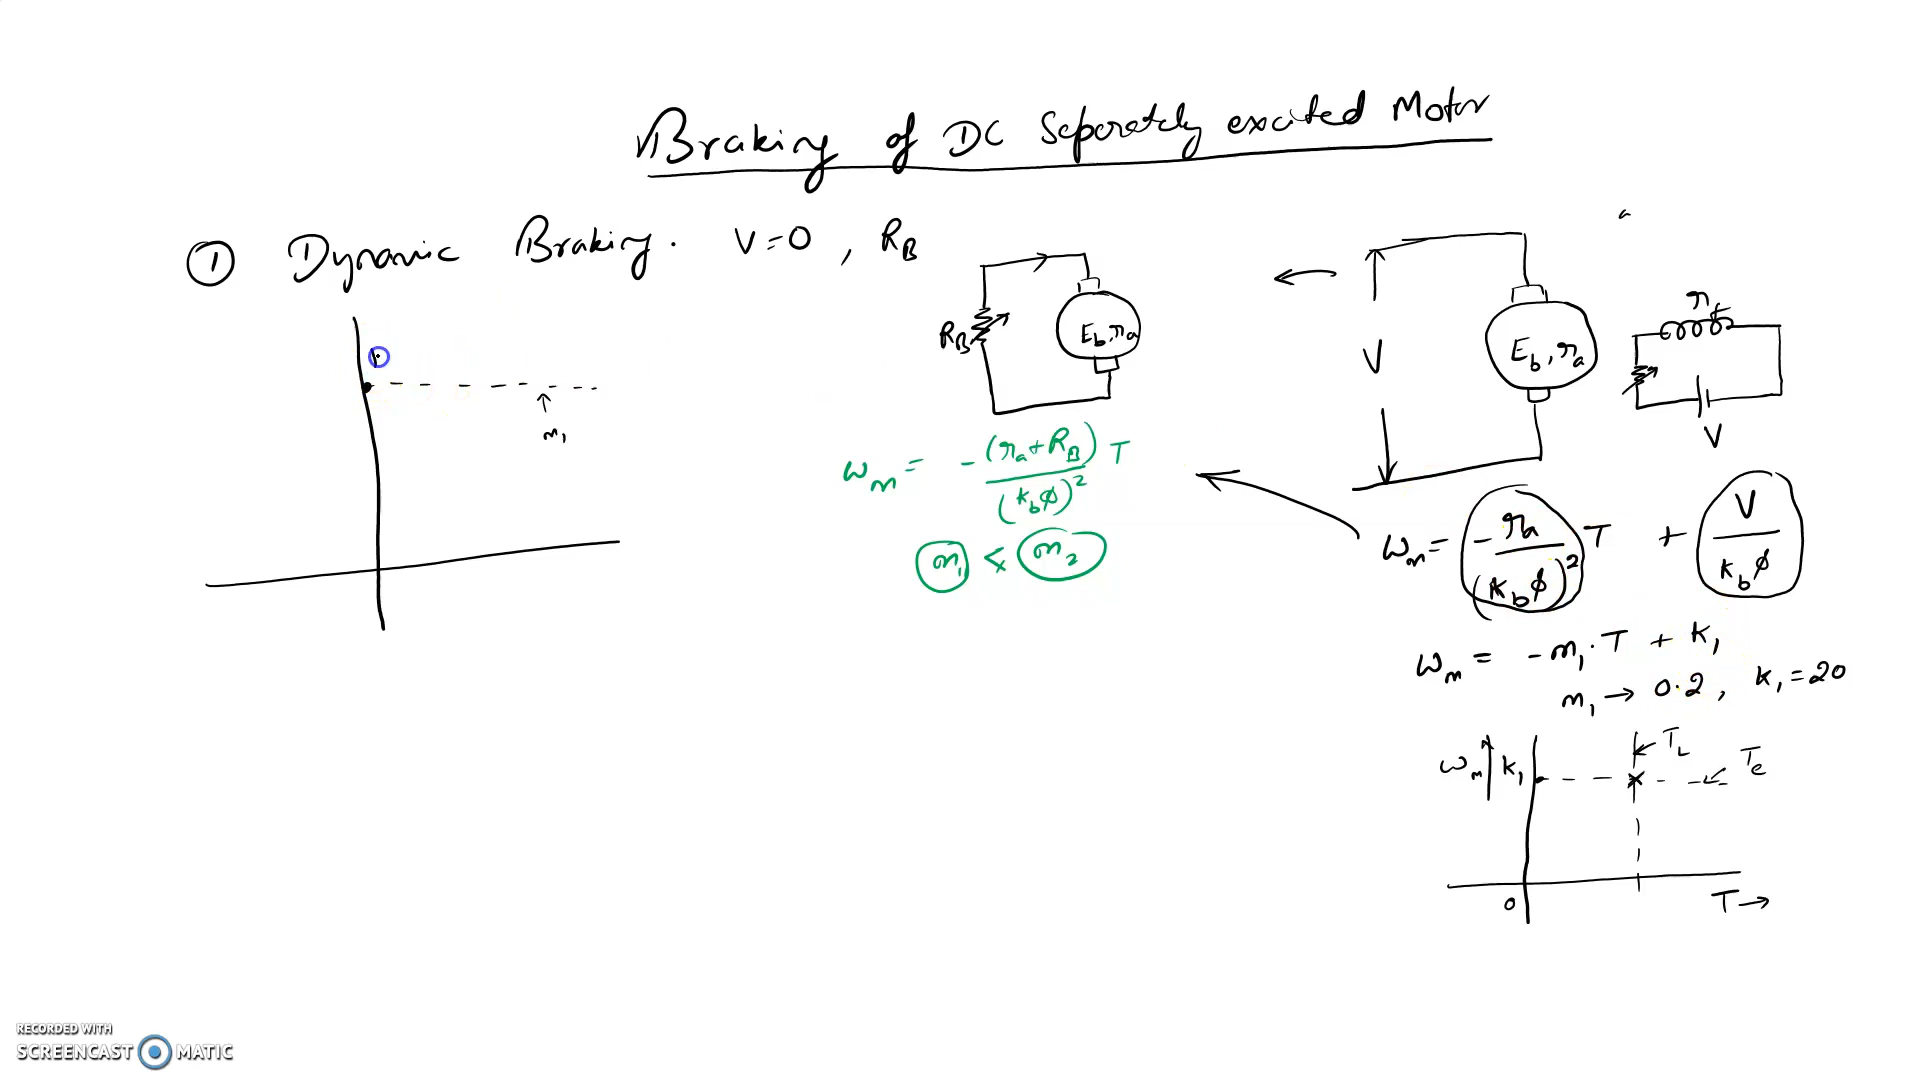 Braking of DC Seperately excited Motor
① Dynamic Braking. V=0, R_B
m₁
R_B
E_b, r_a
ω_m = -(r_a+R_B)/(k_bφ)² T
m₁ < m₂
V
E_b, r_a
r_f
V
ω_m = -r_a/(k_bφ)² T + V/k_bφ
ω_m = -m₁·T + k₁
m₁ → 0.2, k₁=20
ω_m
k₁
T_L
T_e
0
T→
RECORDED WITH
SCREENCAST MATIC